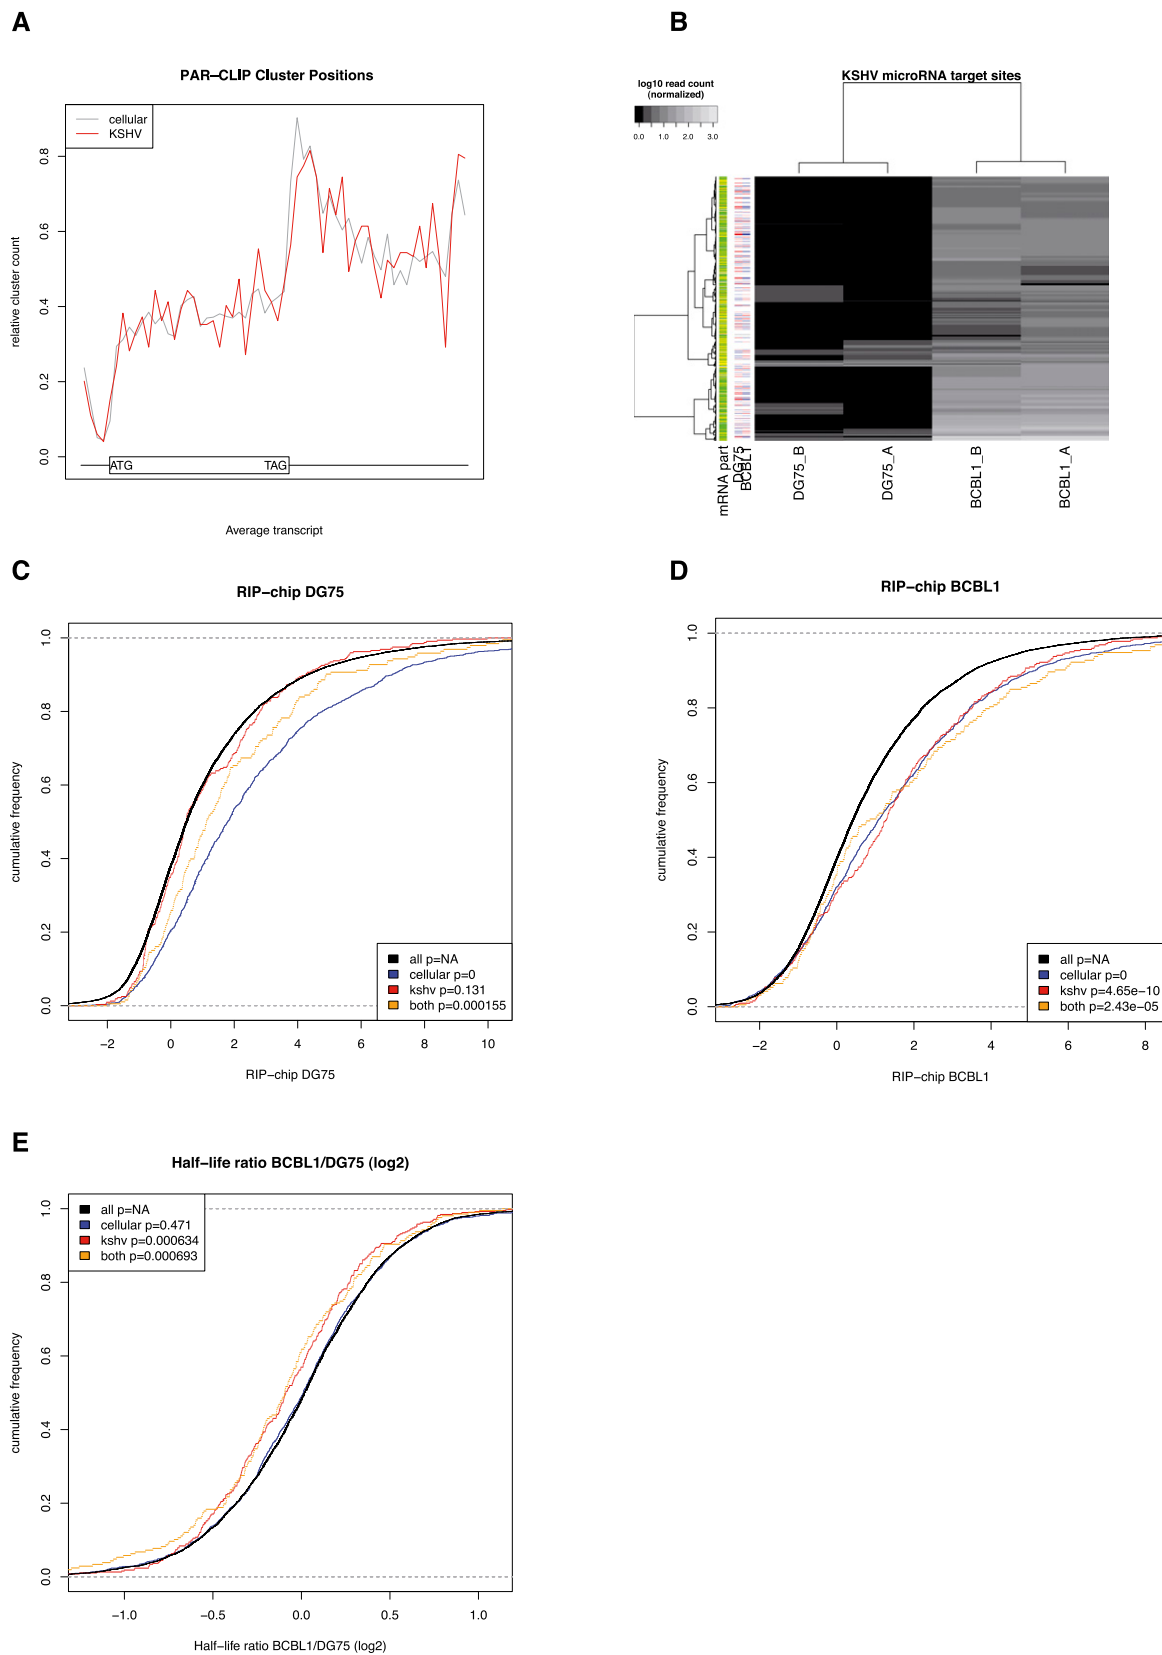 A
PAR−CLIP Cluster Positions
cellular
KSHV
relative cluster count
0.0
0.2
0.4
0.6
0.8
ATG
TAG
Average transcript
B
KSHV microRNA target sites
log10 read count
(normalized)
0.0
1.0
2.0
3.0
mRNA part
DG75
BCBL1
DG75_B
DG75_A
BCBL1_B
BCBL1_A
C
RIP−chip DG75
cumulative frequency
0.0
0.2
0.4
0.6
0.8
1.0
all p=NA
cellular p=0
kshv p=0.131
both p=0.000155
−2
0
2
4
6
8
10
RIP−chip DG75
D
RIP−chip BCBL1
cumulative frequency
0.0
0.2
0.4
0.6
0.8
1.0
all p=NA
cellular p=0
kshv p=4.65e−10
both p=2.43e−05
−2
0
2
4
6
8
RIP−chip BCBL1
E
Half−life ratio BCBL1/DG75 (log2)
all p=NA
cellular p=0.471
kshv p=0.000634
both p=0.000693
cumulative frequency
0.0
0.2
0.4
0.6
0.8
1.0
−1.0
−0.5
0.0
0.5
1.0
Half−life ratio BCBL1/DG75 (log2)